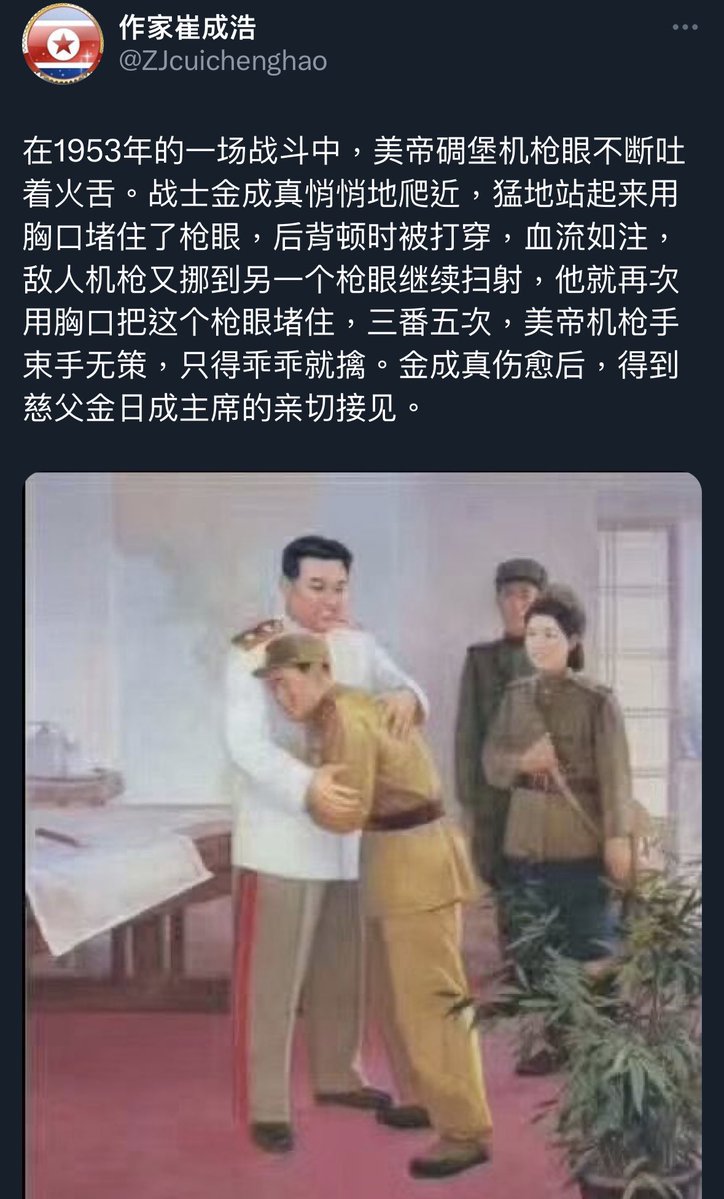 作家崔成浩
@ZJcuichenghao
在1953年的一场战斗中，美帝碉堡机枪眼不断吐
着火舌。战士金成真悄悄地爬近，猛地站起来用
胸口堵住了枪眼，后背顿时被打穿，血流如注，
敌人机枪又挪到另一个枪眼继续扫射，他就再次
用胸口把这个枪眼堵住，三番五次，美帝机枪手
束手无策，只得乖乖就擒。金成真伤愈后，得到
慈父金日成主席的亲切接见。